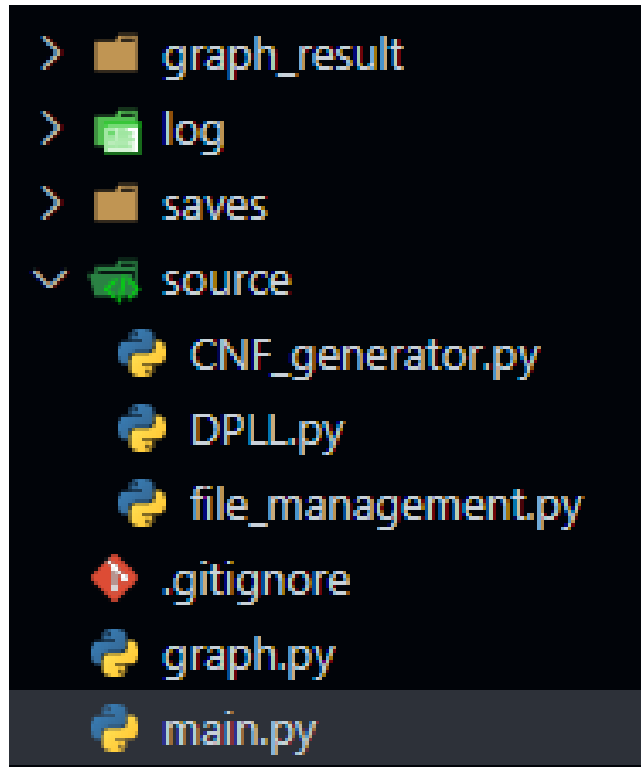 graph_result
log
saves
source
CNF_generator.py
DPLL.py
file_management.py
.gitignore
graph.py
main.py